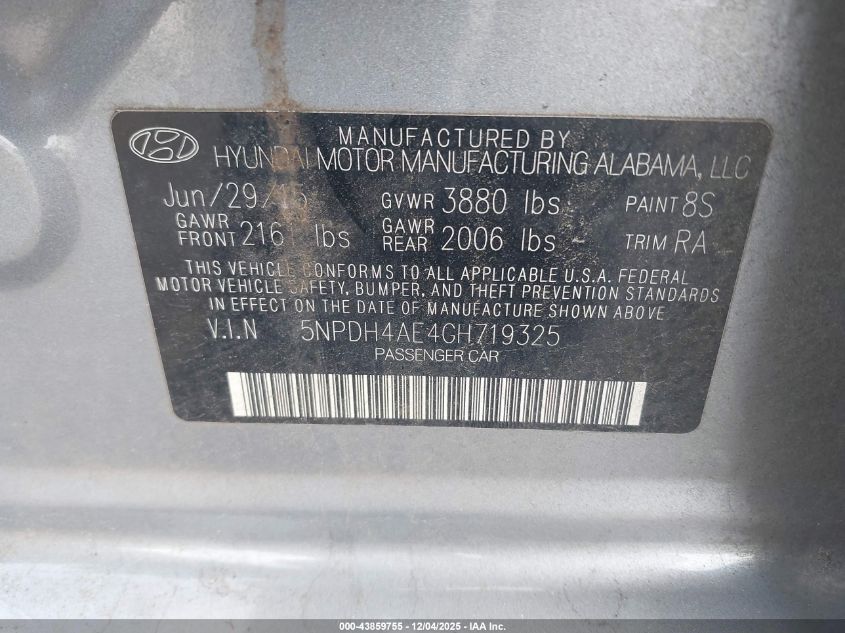 MANUFACTURED BY
HYUNDAI MOTOR MANUFACTURING ALABAMA, LLC
Jun/29/15 GVWR 3880 lbs PAINT 8S
GAWR FRONT 216 lbs GAWR REAR 2006 lbs TRIM RA
THIS VEHICLE CONFORMS TO ALL APPLICABLE U.S.A. FEDERAL
MOTOR VEHICLE SAFETY, BUMPER, AND THEFT PREVENTION STANDARDS
IN EFFECT ON THE DATE OF MANUFACTURE SHOWN ABOVE.
V.I.N 5NPDH4AE4GH719325
PASSENGER CAR
000-43859755 - 12/04/2025 - IAA Inc.